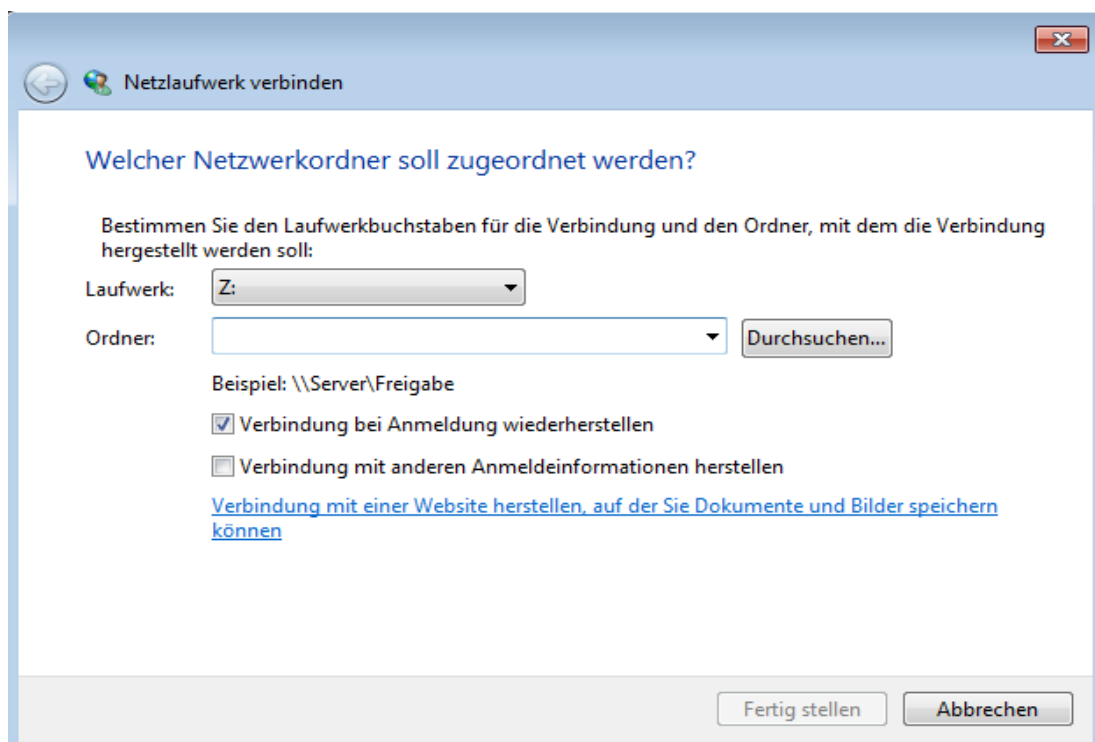 Netzlaufwerk verbinden
Welcher Netzwerkordner soll zugeordnet werden?
Bestimmen Sie den Laufwerkbuchstaben für die Verbindung und den Ordner, mit dem die Verbindung
hergestellt werden soll:
Laufwerk: Z:
Ordner: Durchsuchen...
Beispiel: \\Server\Freigabe
Verbindung bei Anmeldung wiederherstellen
Verbindung mit anderen Anmeldeinformationen herstellen
Verbindung mit einer Website herstellen, auf der Sie Dokumente und Bilder speichern
können
Fertig stellen Abbrechen